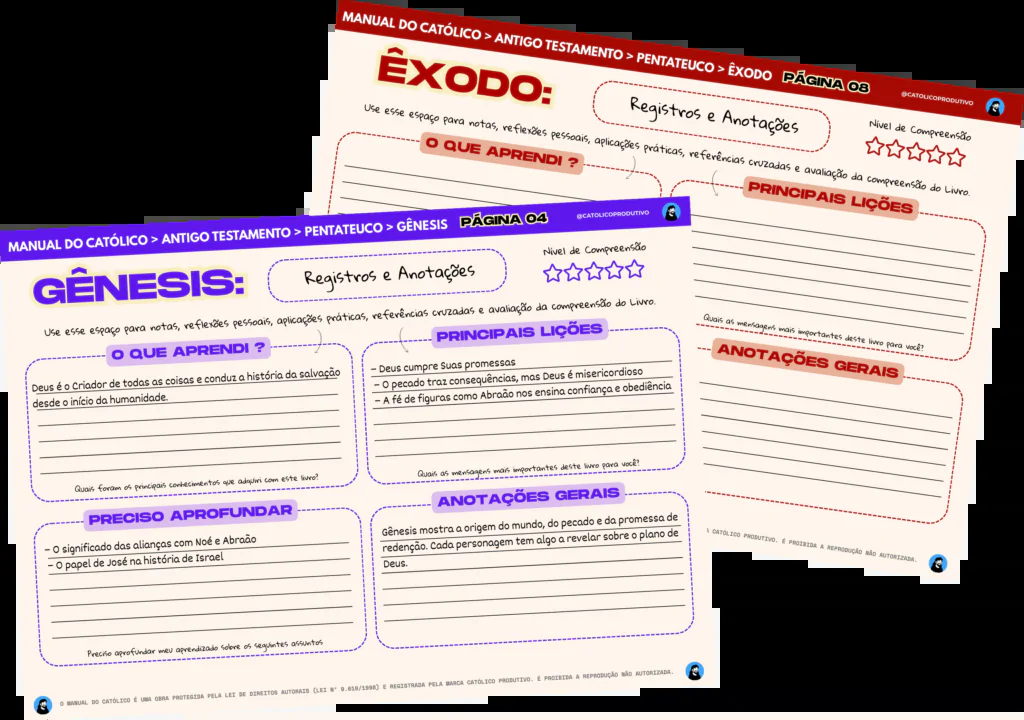 MANUAL DO CATÓLICO > ANTIGO TESTAMENTO > PENTATEUCO > ÊXODO PÁGINA 08 @CATOLICOPRODUTIVO
ÊXODO:
Registros e Anotações
Nível de Compreensão
Use esse espaço para notas, reflexões pessoais, aplicações práticas, referências cruzadas e avaliação da compreensão do Livro.
O QUE APRENDI ?
PRINCIPAIS LIÇÕES
Quais as mensagens mais importantes deste livro para você?
ANOTAÇÕES GERAIS
CATÓLICO PRODUTIVO. É PROIBIDA A REPRODUÇÃO NÃO AUTORIZADA.
MANUAL DO CATÓLICO > ANTIGO TESTAMENTO > PENTATEUCO > GÊNESIS PÁGINA 04 @CATOLICOPRODUTIVO
GÊNESIS:
Registros e Anotações
Nível de Compreensão
Use esse espaço para notas, reflexões pessoais, aplicações práticas, referências cruzadas e avaliação da compreensão do Livro.
O QUE APRENDI ?
Deus é o Criador de todas as coisas e conduz a história da salvação
desde o início da humanidade.
Quais foram os principais conhecimentos que adquiri com este livro?
PRINCIPAIS LIÇÕES
– Deus cumpre Suas promessas
– O pecado traz consequências, mas Deus é misericordioso
– A fé de figuras como Abraão nos ensina confiança e obediência
Quais as mensagens mais importantes deste livro para você?
PRECISO APROFUNDAR
– O significado das alianças com Noé e Abraão
– O papel de José na história de Israel
Preciso aprofundar meu aprendizado sobre os seguintes assuntos
ANOTAÇÕES GERAIS
Gênesis mostra a origem do mundo, do pecado e da promessa de
redenção. Cada personagem tem algo a revelar sobre o plano de
Deus.
O MANUAL DO CATÓLICO É UMA OBRA PROTEGIDA PELA LEI DE DIREITOS AUTORAIS (LEI N° 9.610/1998) E REGISTRADA PELA MARCA CATÓLICO PRODUTIVO. É PROIBIDA A REPRODUÇÃO NÃO AUTORIZADA.